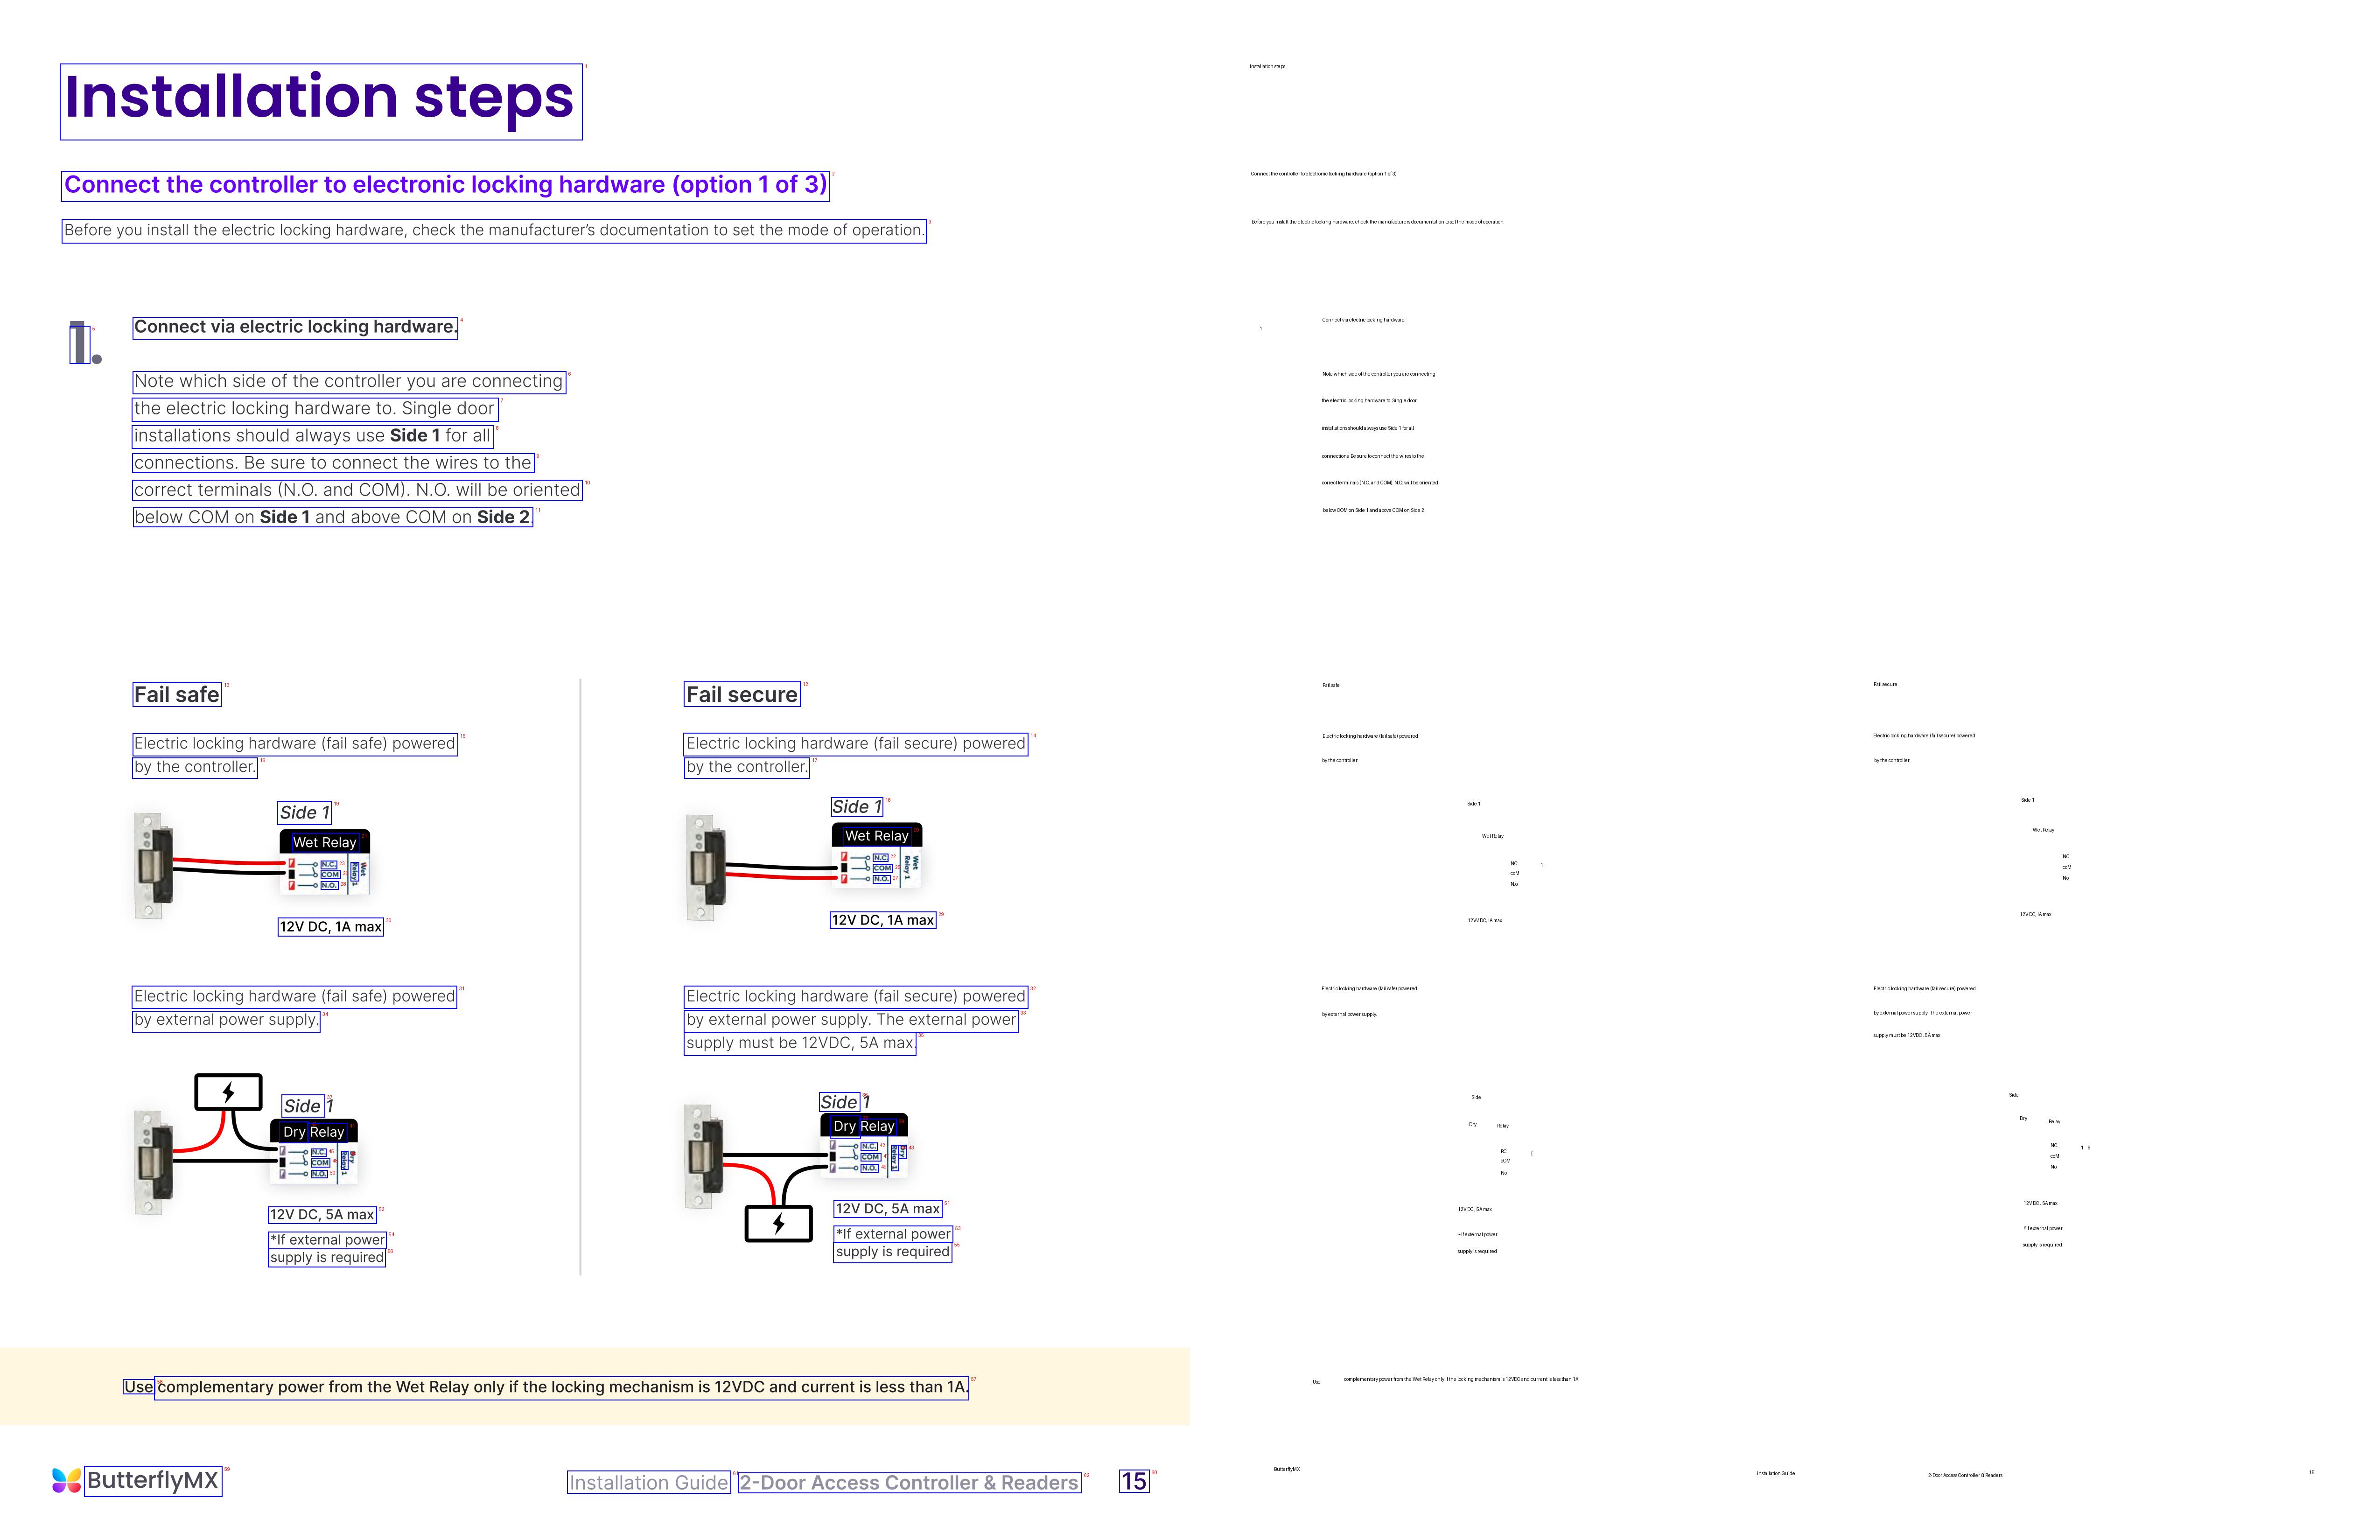 Installation steps
Connect the controller to electronic locking hardware (option 1 of 3)
Before you install the electric locking hardware, check the manufacturer’s documentation to set the mode of operation.
1.
Connect via electric locking hardware.
Note which side of the controller you are connecting
the electric locking hardware to. Single door
installations should always use Side 1 for all
connections. Be sure to connect the wires to the
correct terminals (N.O. and COM). N.O. will be oriented
below COM on Side 1 and above COM on Side 2.
Fail safe
Electric locking hardware (fail safe) powered
by the controller.
Side 1
Wet Relay
N.C.
COM
N.O.
Wet
Relay 1
12V DC, 1A max
Electric locking hardware (fail safe) powered
by external power supply.
Side 1
Dry Relay
N.C.
COM
N.O.
Dry
Relay 1
12V DC, 5A max
*If external power
supply is required
Fail secure
Electric locking hardware (fail secure) powered
by the controller.
Side 1
Wet Relay
N.C.
COM
N.O.
Wet
Relay 1
12V DC, 1A max
Electric locking hardware (fail secure) powered
by external power supply. The external power
supply must be 12VDC, 5A max.
Side 1
Dry Relay
N.C.
COM
N.O.
Dry
Relay 1
12V DC, 5A max
*If external power
supply is required
Use complementary power from the Wet Relay only if the locking mechanism is 12VDC and current is less than 1A.
ButterflyMX
Installation Guide 2-Door Access Controller & Readers 15
Installation steps
Connect the controller to electronic locking hardware (option 1 of 3)
Before you install the electric locking hardware, check the manufacturers documentation to set the mode of operation.
1
Connect via electric locking hardware.
Note which side of the controller you are connecting
the electric locking hardware to. Single door
installations should always use Side 1 for all
connections. Be sure to connect the wires to the
correct terminals (N.O. and COM). N.O. will be oriented
below COM on Side 1 and above COM on Side 2
Fail safe
Electric locking hardware (fail safe) powered
by the controller.
Side 1
Wet Relay
NC
1
coM
N.o
12VV DC, IA max
Electric locking hardware (fail safe) powered
by external power supply.
Side
Dry
Relay
RC.
cOM
No.
12V DC , 5A max
+If external power
supply is required
Fail secure
Electric locking hardware (fail secure) powered
by the controller.
Side 1
Wet Relay
NC
coM
No.
12V DC, IA max
Electric locking hardware (fail secure) powered
by external power supply: The external power
supply must be 12VDC , 5A max
Side
Dry
Relay
NC.
1 9
coM
No
12V DC , 5A max
#If external power
supply is required
Use
complementary power from the Wet Relay only if the locking mechanism is 12VDC and current is less than 1A
ButterflyMX
Installation Guide
2-Door Access Controller & Readers
15